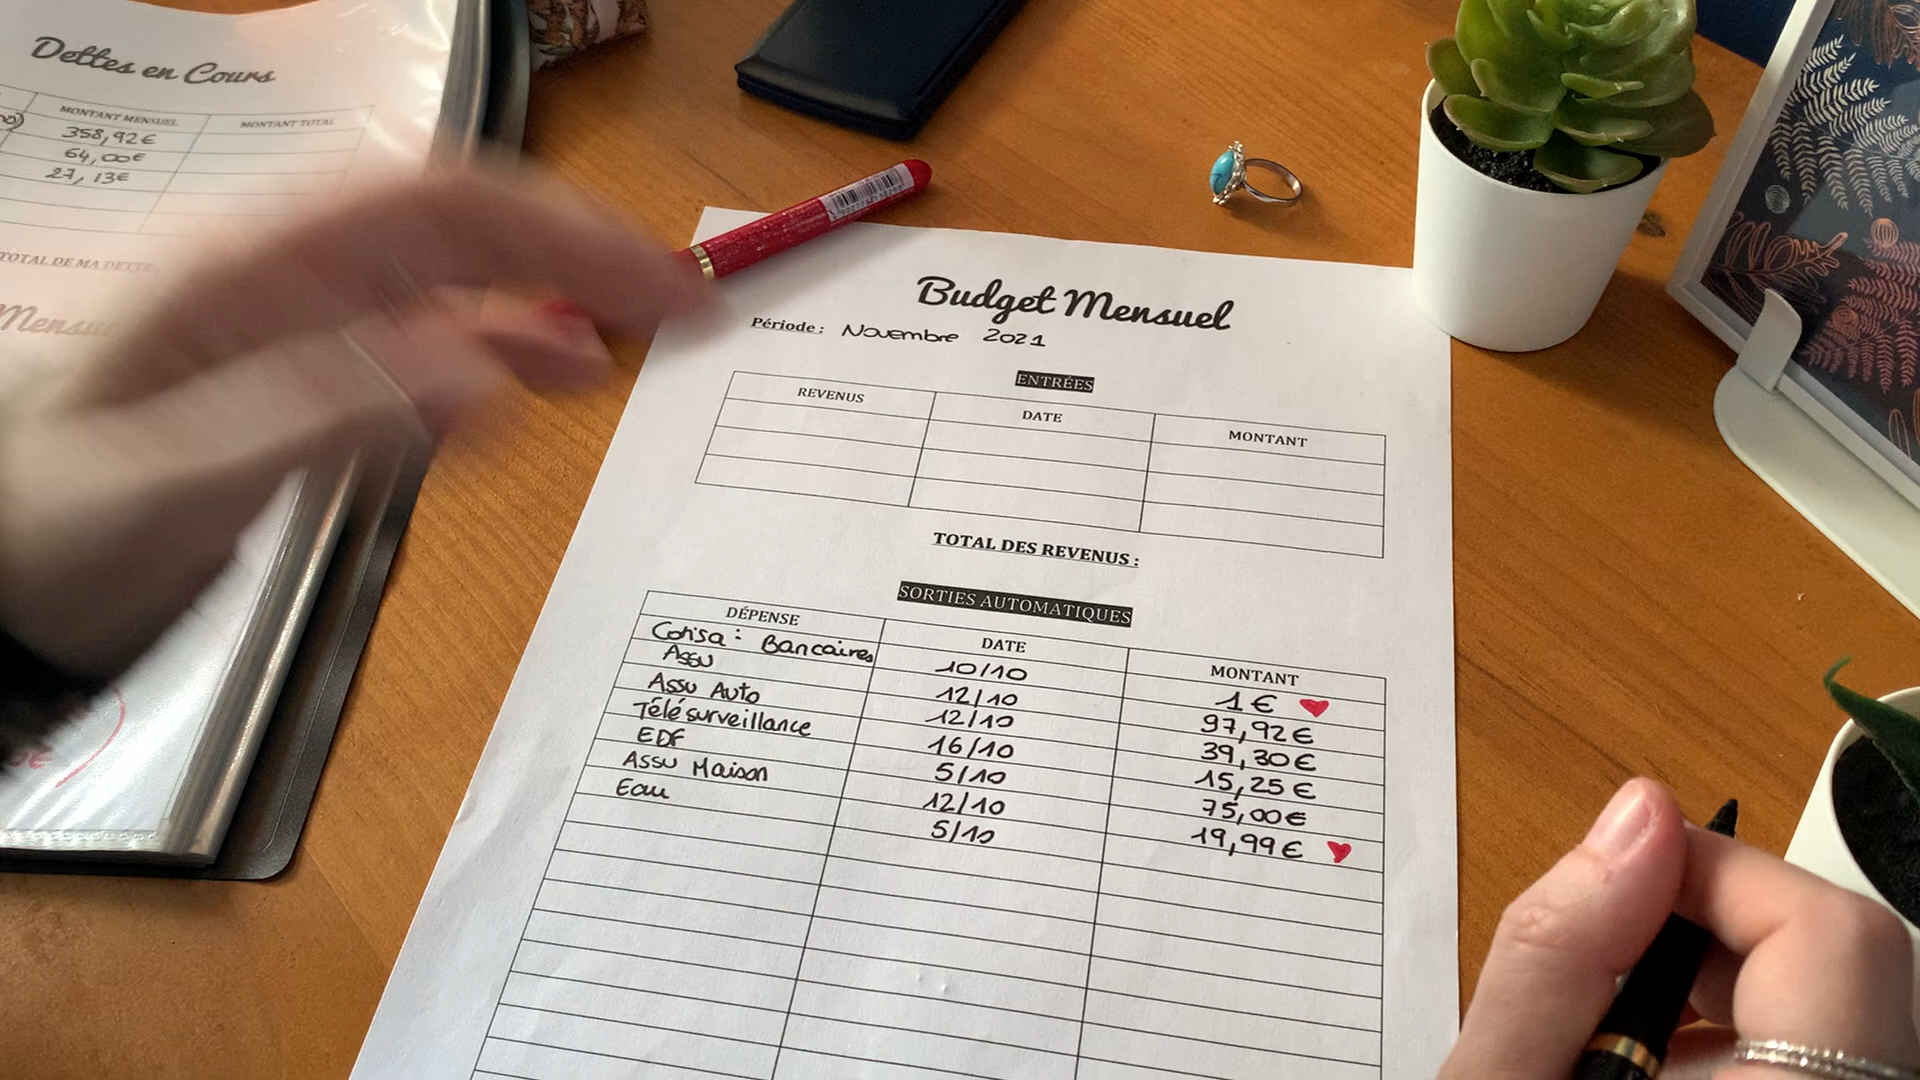 Dettes en Cours
MONTANT MENSUEL MONTANT TOTAL
358,92€
64,00€
27,13€
TOTAL DE MA DETTE
Mensue
Budget Mensuel
Période : Novembre 2021
ENTRÉES
REVENUS DATE MONTANT
TOTAL DES REVENUS :
SORTIES AUTOMATIQUES
DÉPENSE DATE MONTANT
Cotisa : Bancaires 10/10 1€
Assu 12/10 97,92€
Assu Auto 12/10 39,30€
Télésurveillance 16/10 15,25€
EDF 5/10 75,00€
Assu Maison 12/10 19,99€
Eau 5/10